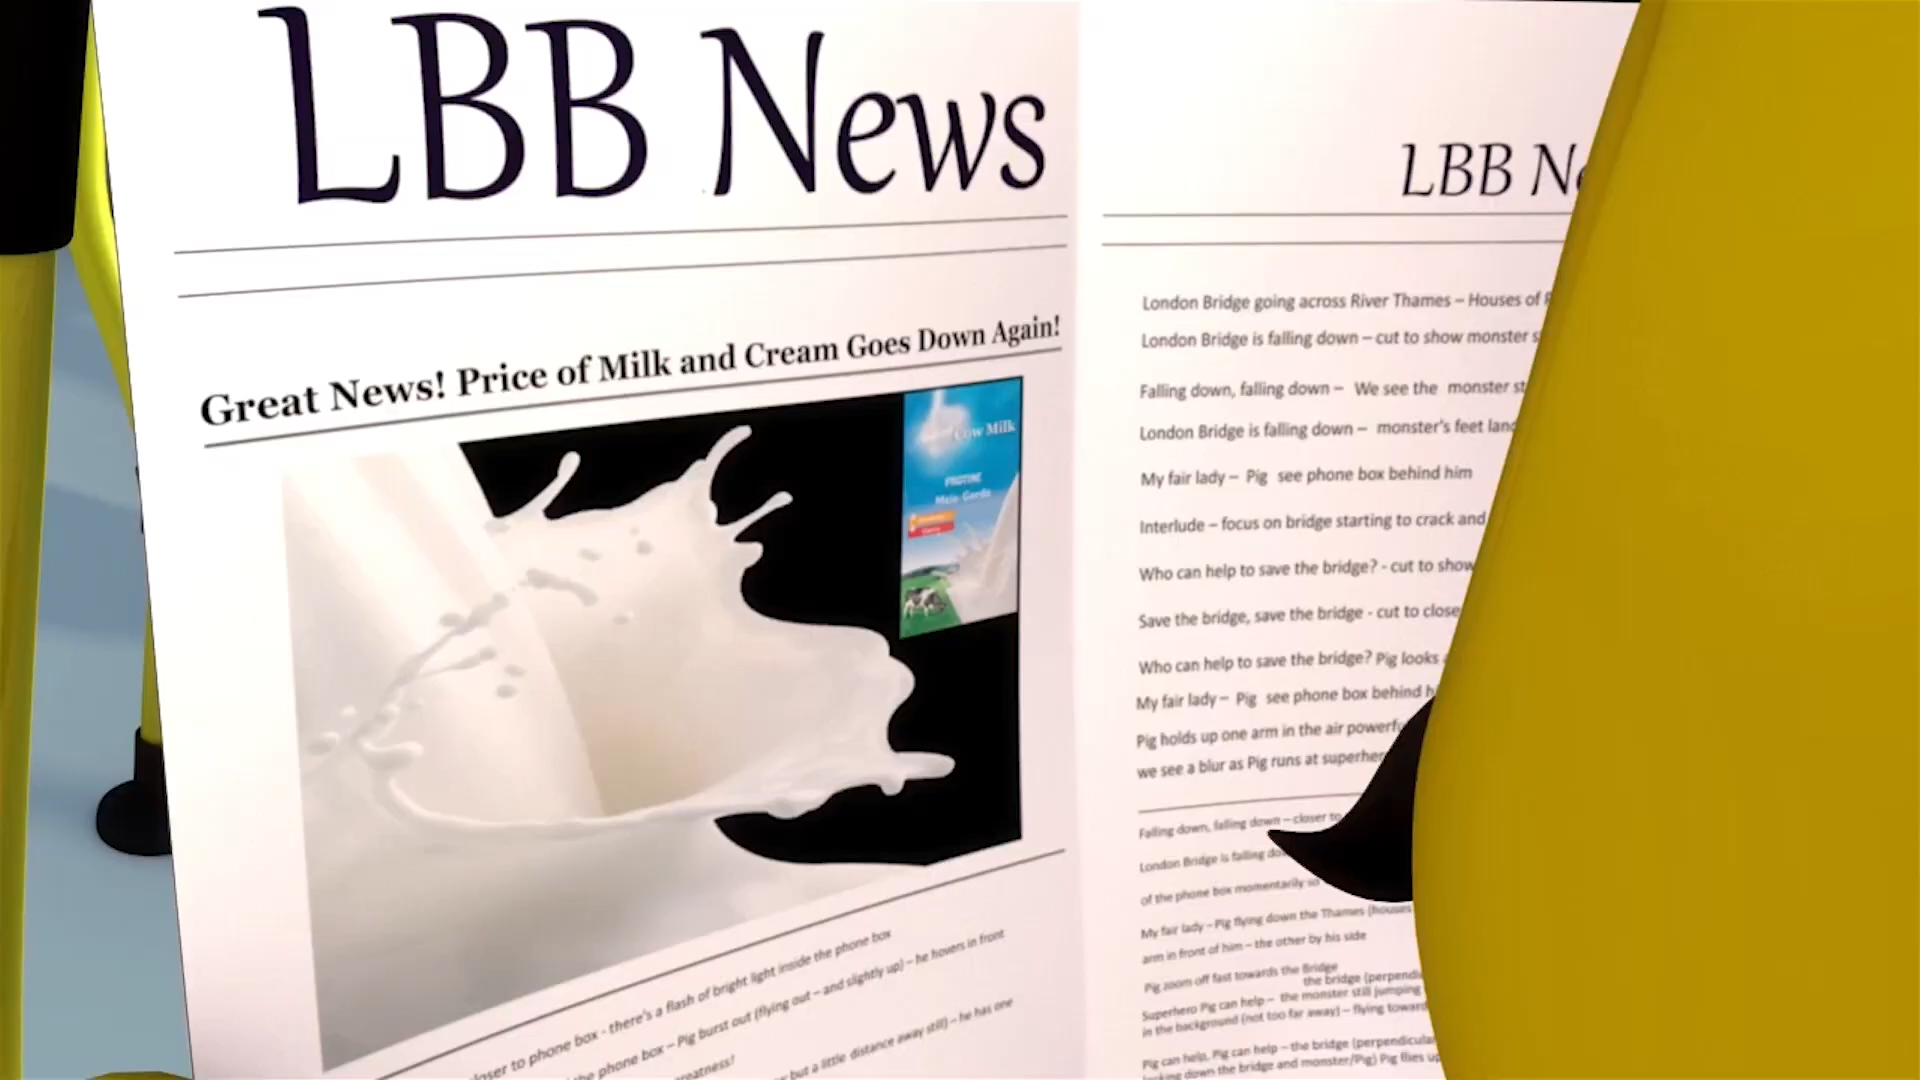 LBB News
Great News! Price of Milk and Cream Goes Down Again!
Cow Milk
Meio Gordo
closer to phone box - there's a flash of bright light inside the phone box
the phone box – Pig burst out (flying out – and slightly up) – he hovers in front
greatness!
but a little distance away still) – he has one
LBB
London Bridge going across River Thames – Houses of
London Bridge is falling down – cut to show monster
Falling down, falling down – We see the monster
London Bridge is falling down – monster's feet
My fair lady – Pig see phone box behind him
Interlude – focus on bridge starting to crack and
Who can help to save the bridge? - cut to show
Save the bridge, save the bridge - cut to close
Who can help to save the bridge? Pig looks
My fair lady – Pig see phone box behind
Pig holds up one arm in the air
we see a blur as Pig runs at
Falling down, falling down – closer to
London Bridge is falling
of the phone box momentarily so
My fair lady – Pig flying down the Thames (houses
arm in front of him – the other by his side
Pig zoom off fast towards the Bridge
the bridge
Superhero Pig can help – the monster still jumping
in the background (not too far away) – flying
Pig can help, Pig can help – the bridge
looking down the bridge and monster/Pig) Pig flies up